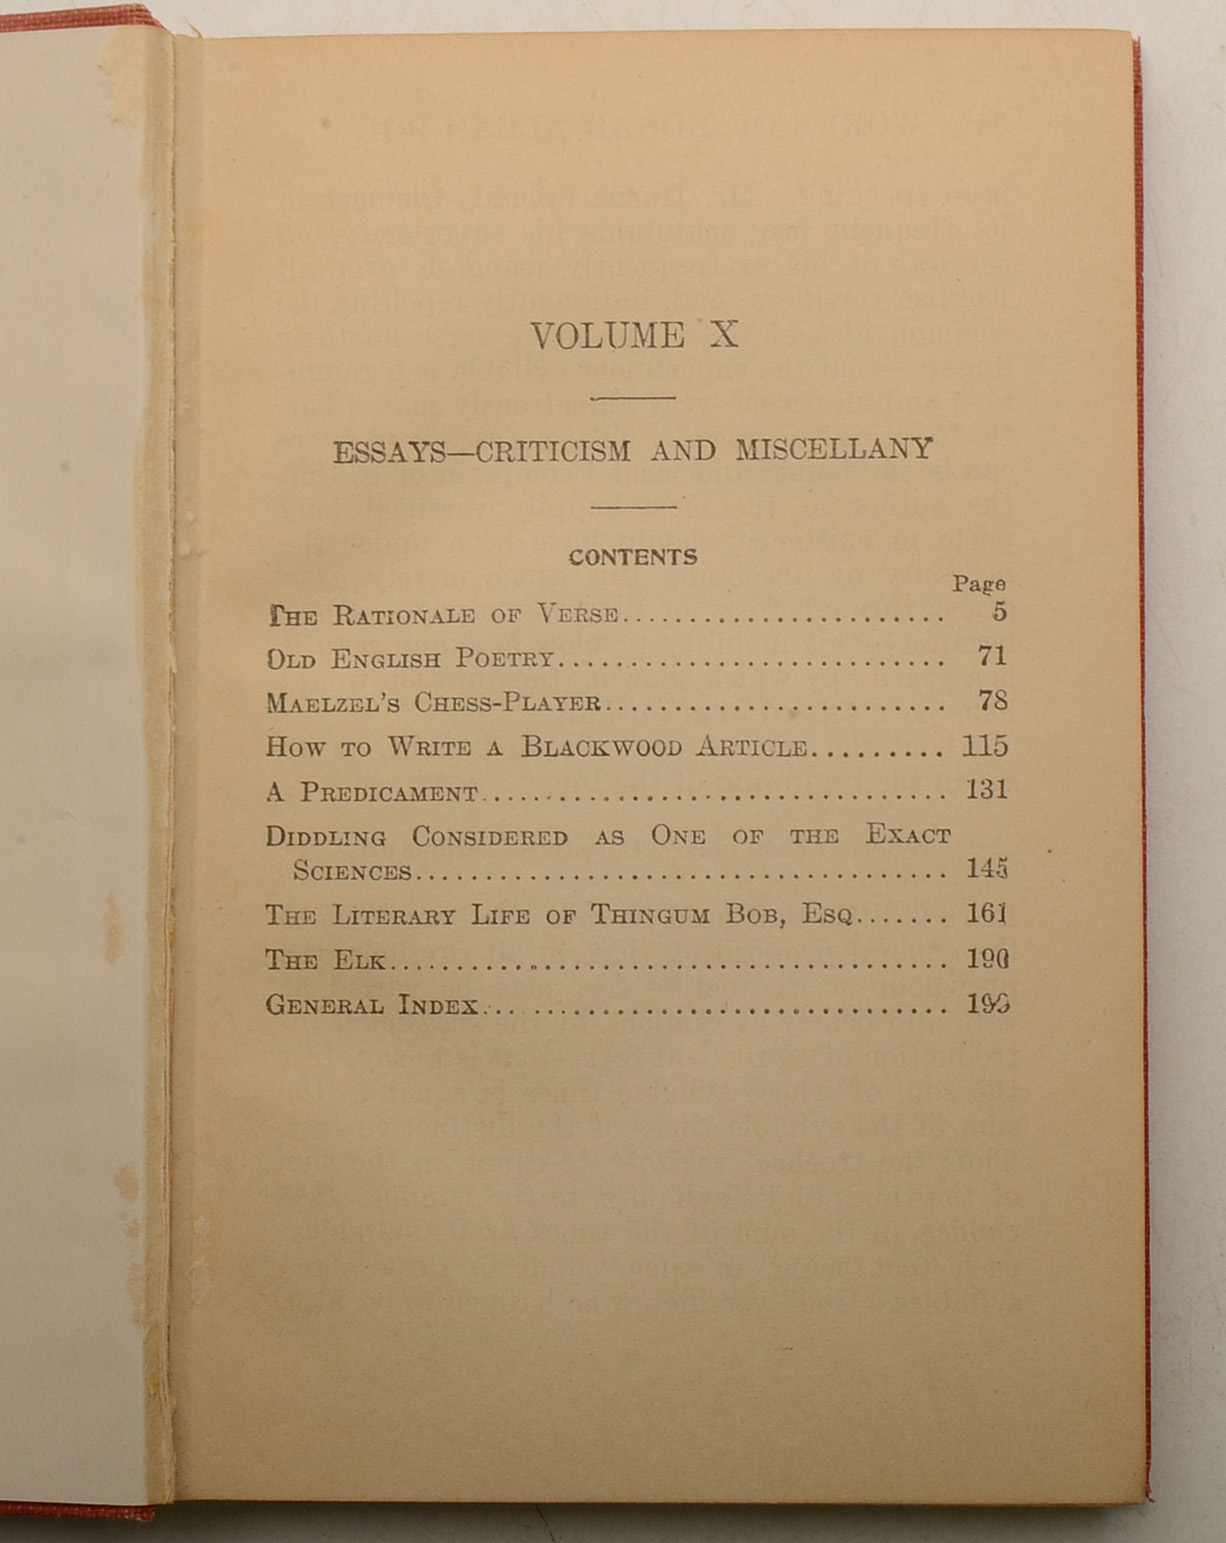 VOLUME X
ESSAYS—CRITICISM AND MISCELLANY
CONTENTS
Page
THE RATIONALE OF VERSE........................ 5
OLD ENGLISH POETRY............................. 71
MAELZEL'S CHESS-PLAYER......................... 78
HOW TO WRITE A BLACKWOOD ARTICLE......... 115
A PREDICAMENT.................................. 131
DIDDLING CONSIDERED AS ONE OF THE EXACT
SCIENCES....................................... 145
THE LITERARY LIFE OF THINGUM BOB, ESQ....... 161
THE ELK......................................... 190
GENERAL INDEX..................................